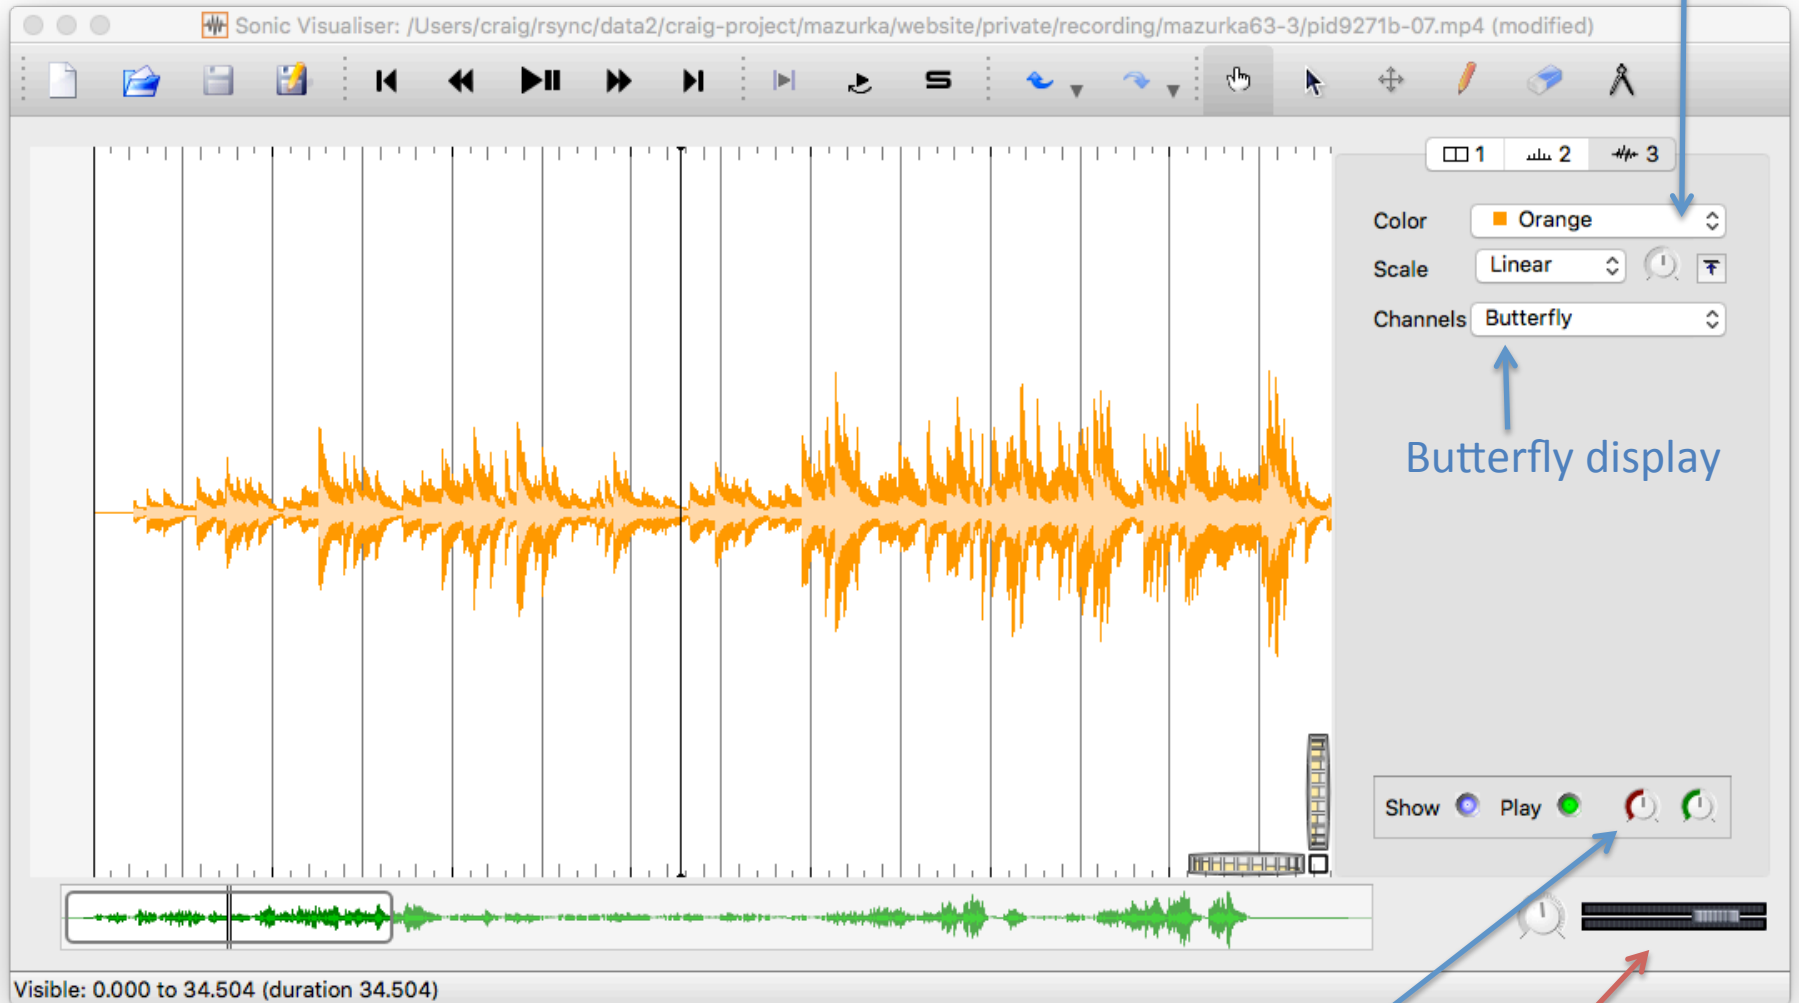 Sonic Visualiser: /Users/craig/rsync/data2/craig-project/mazurka/website/private/recording/mazurka63-3/pid9271b-07.mp4 (modified)
1 2 3
Color Orange
Scale Linear
Channels Butterfly
Butterfly display
Show Play
Visible: 0.000 to 34.504 (duration 34.504)